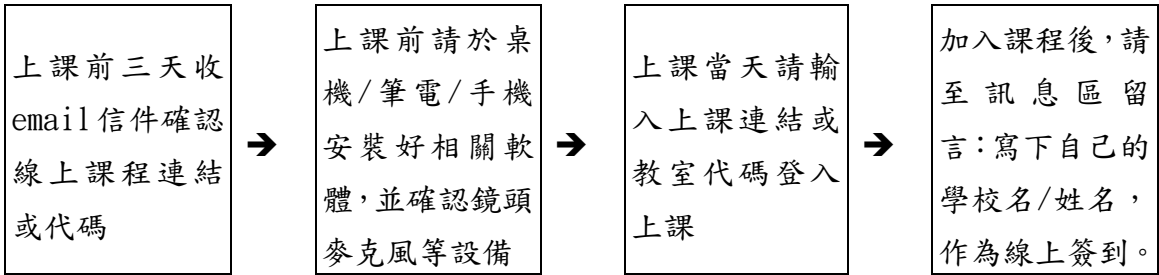 上課前三天收
email信件確認
線上課程連結
或代碼
➔
上課前請於桌
機/筆電/手機
安裝好相關軟
體，並確認鏡頭
麥克風等設備
➔
上課當天請輸
入上課連結或
教室代碼登入
上課
➔
加入課程後，請
至訊息區留
言：寫下自己的
學校名/姓名，
作為線上簽到。